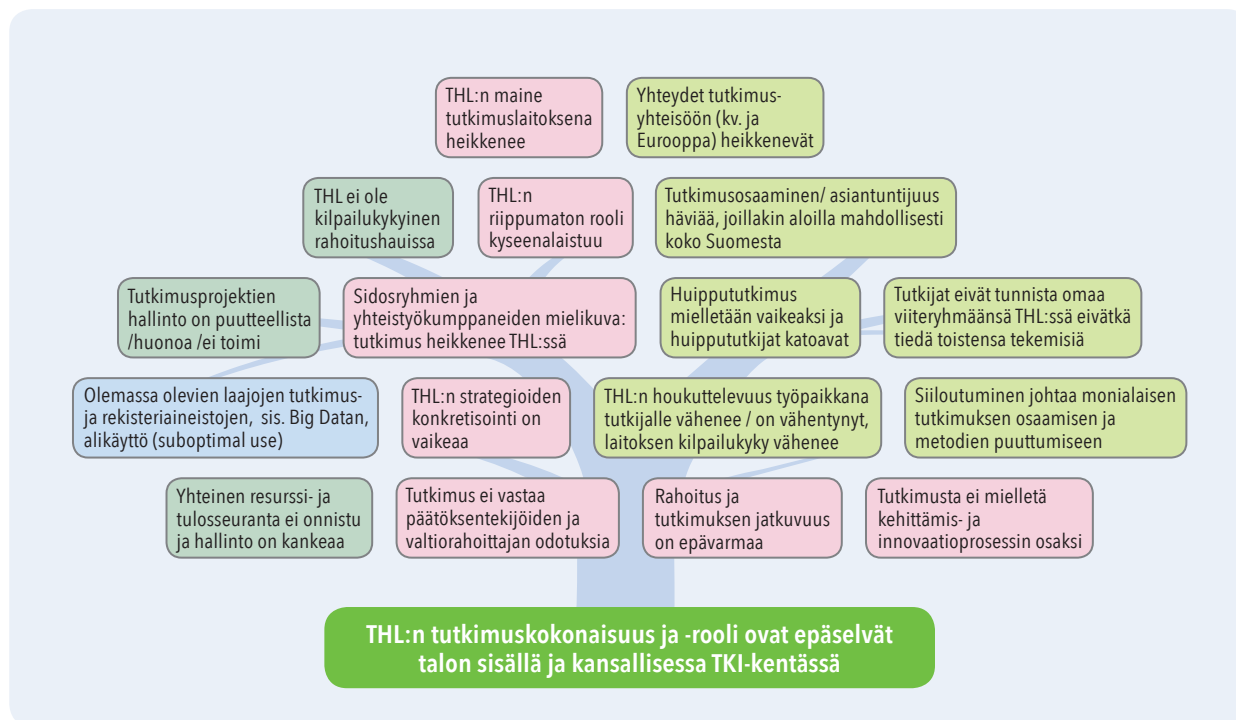 THL:n maine
tutkimuslaitoksena
heikkenee
Yhteydet tutkimus-
yhteisöön (kv. ja
Eurooppa) heikkenevät
THL ei ole
kilpailukykyinen
rahoitushauissa
THL:n
riippumaton rooli
kyseenalaistuu
Tutkimusosaaminen/ asiantuntijuus
häviää, joillakin aloilla mahdollisesti
koko Suomesta
Tutkimusprojektien
hallinto on puutteellista
/huonoa /ei toimi
Sidosryhmien ja
yhteistyökumppaneiden mielikuva:
tutkimus heikkenee THL:ssä
Huippututkimus
mielletään vaikeaksi ja
huippututkijat katoavat
Tutkijat eivät tunnista omaa
viiteryhmäänsä THL:ssä eivätkä
tiedä toistensa tekemisiä
Olemassa olevien laajojen tutkimus-
ja rekisteriaineistojen, sis. Big Datan,
alikäyttö (suboptimal use)
THL:n strategioiden
konkretisointi on
vaikeaa
THL:n houkuttelevuus työpaikkana
tutkijalle vähenee / on vähentynyt,
laitoksen kilpailukyky vähenee
Siiloutuminen johtaa monialaisen
tutkimuksen osaamisen ja
metodien puuttumiseen
Yhteinen resurssi- ja
tulosseuranta ei onnistu
ja hallinto on kankeaa
Tutkimus ei vastaa
päätöksentekijöiden ja
valtiorahoittajan odotuksia
Rahoitus ja
tutkimuksen jatkuvuus
on epävarmaa
Tutkimusta ei mielletä
kehittämis- ja
innovaatioprosessin osaksi
THL:n tutkimuskokonaisuus ja -rooli ovat epäselvät
talon sisällä ja kansallisessa TKI-kentässä